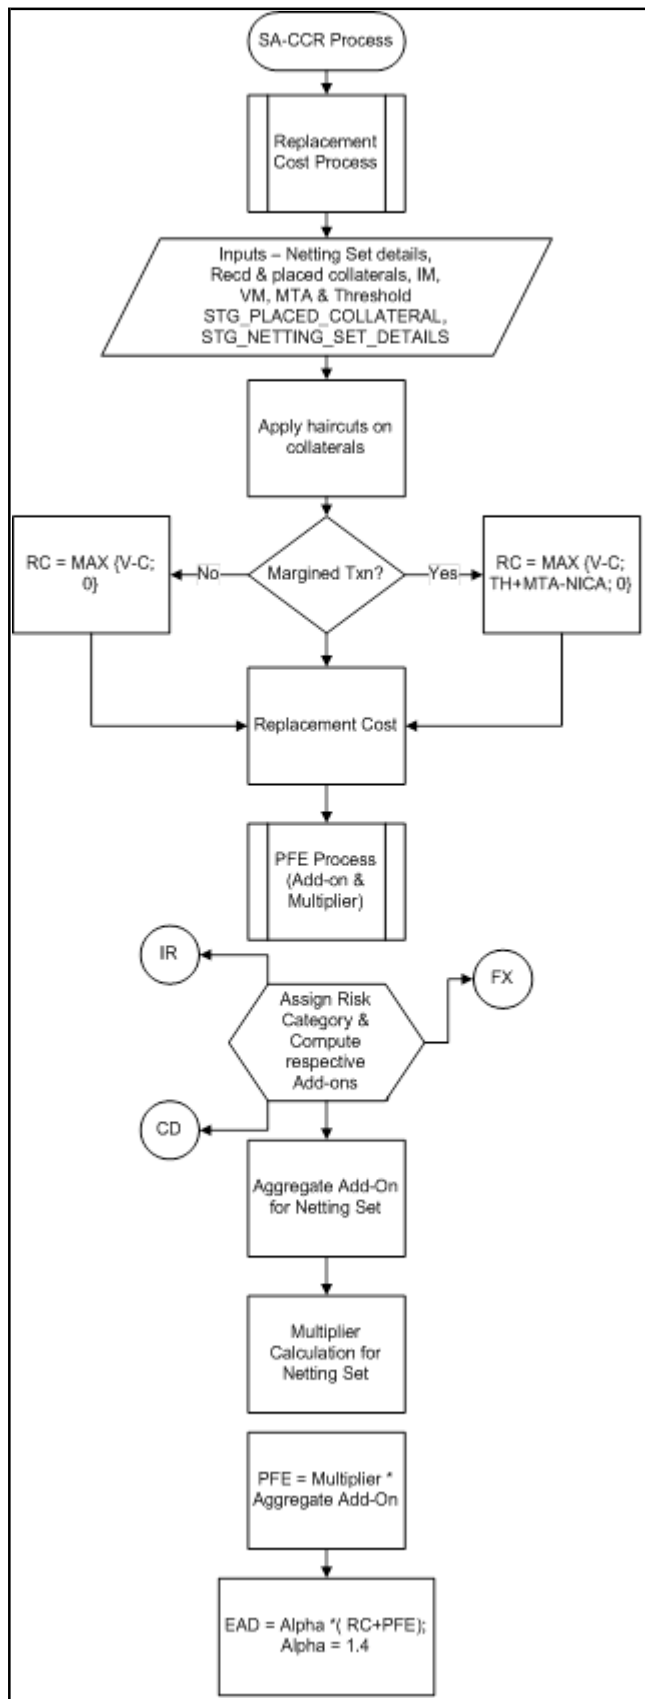 SA-CCR Process
Replacement
Cost Process
Inputs – Netting Set details,
Recd & placed collaterals, IM,
VM, MTA & Threshold
STG_PLACED_COLLATERAL,
STG_NETTING_SET_DETAILS
Apply haircuts on
collaterals
RC = MAX {V-C;
0}
No
Margined Txn?
Yes
RC = MAX {V-C;
TH+MTA-NICA; 0}
Replacement Cost
PFE Process
(Add-on &
Multiplier)
IR
FX
Assign Risk
Category &
Compute
respective
Add-ons
CD
Aggregate Add-On
for Netting Set
Multiplier
Calculation for
Netting Set
PFE = Multiplier *
Aggregate Add-On
EAD = Alpha *( RC+PFE);
Alpha = 1.4